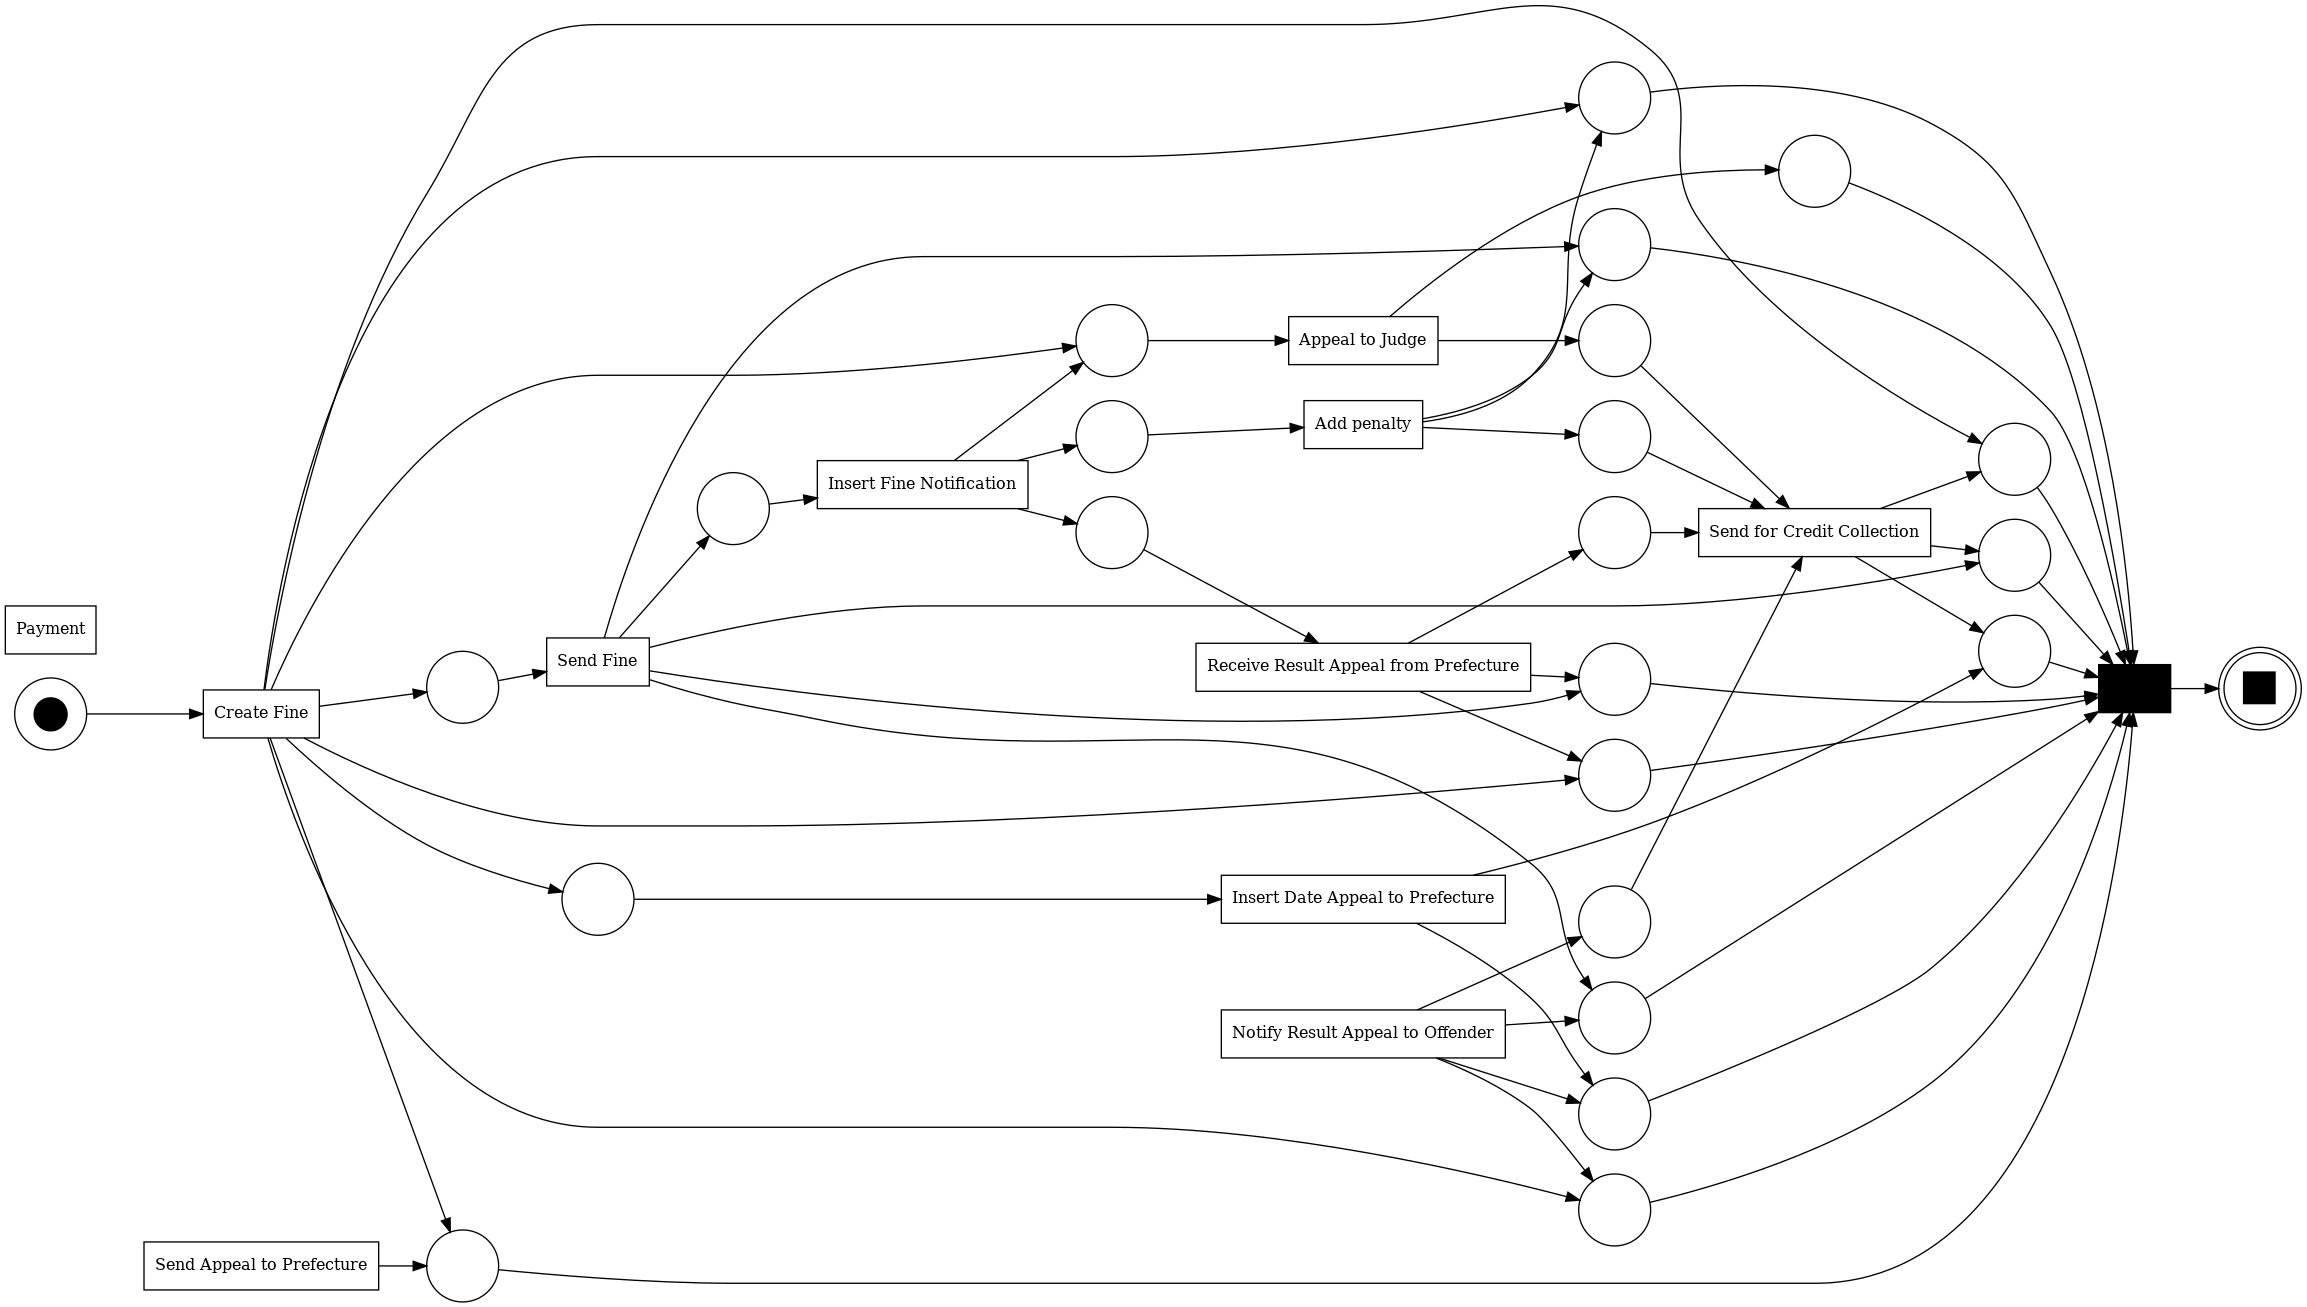 Appeal to Judge
Add penalty
Insert Fine Notification
Send for Credit Collection
Payment
Send Fine
Receive Result Appeal from Prefecture
Create Fine
Insert Date Appeal to Prefecture
Notify Result Appeal to Offender
Send Appeal to Prefecture